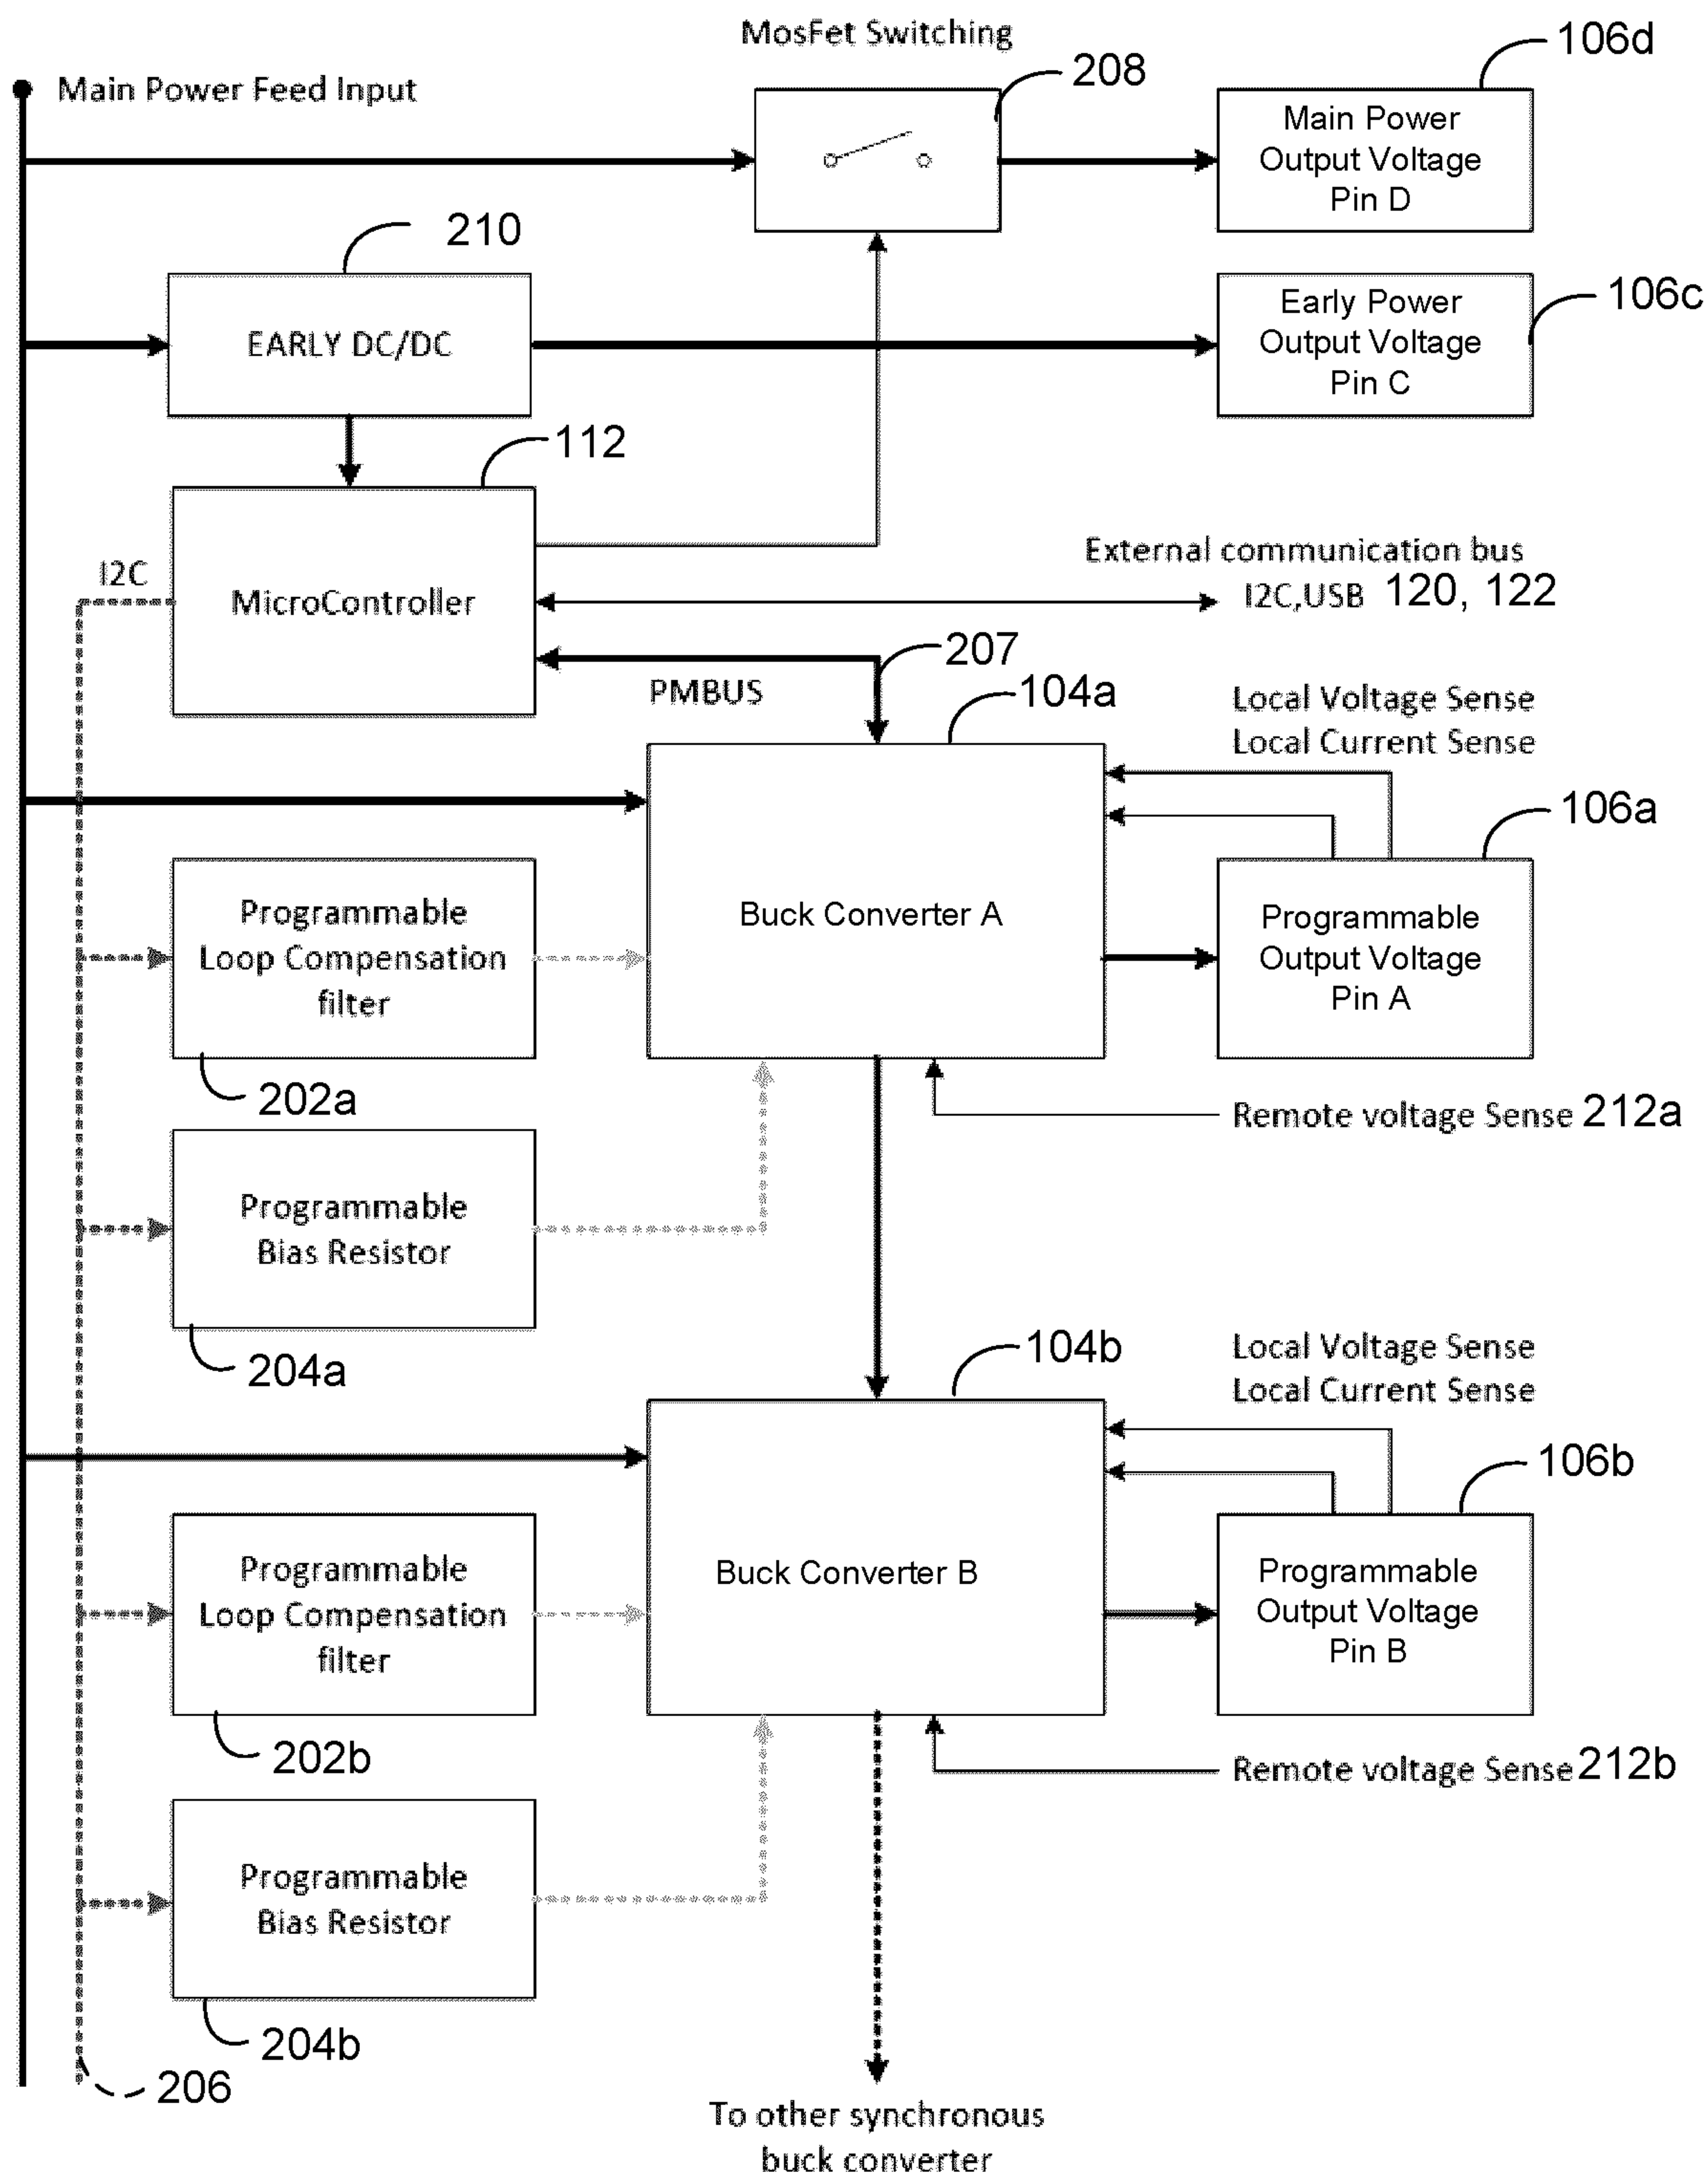 MosFet Switching
106d
Main Power Feed Input
208
Main Power
Output Voltage
Pin D
210
106c
EARLY DC/DC
Early Power
Output Voltage
Pin C
112
I2C
MicroController
External communication bus
I2C,USB 120, 122
207
PMBUS
104a
Local Voltage Sense
Local Current Sense
106a
Programmable
Loop Compensation
filter
Buck Converter A
Programmable
Output Voltage
Pin A
202a
Remote voltage Sense 212a
Programmable
Bias Resistor
204a
104b
Local Voltage Sense
Local Current Sense
106b
Programmable
Loop Compensation
filter
Buck Converter B
Programmable
Output Voltage
Pin B
202b
Remote voltage Sense 212b
Programmable
Bias Resistor
204b
206
To other synchronous
buck converter